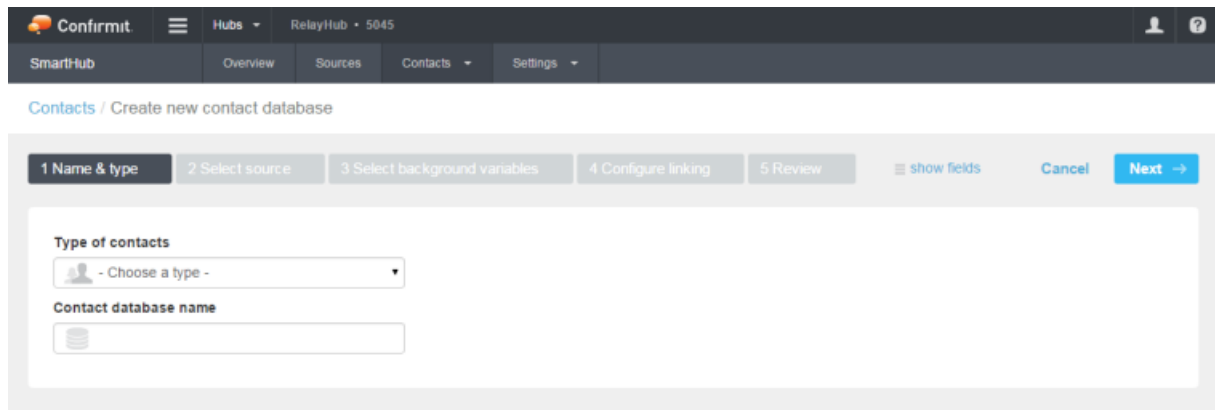 Confirmit. Hubs RelayHub • 5045
SmartHub Overview Sources Contacts Settings
Contacts / Create new contact database
1 Name & type 2 Select source 3 Select background variables 4 Configure linking 5 Review show fields Cancel Next →
Type of contacts
- Choose a type -
Contact database name